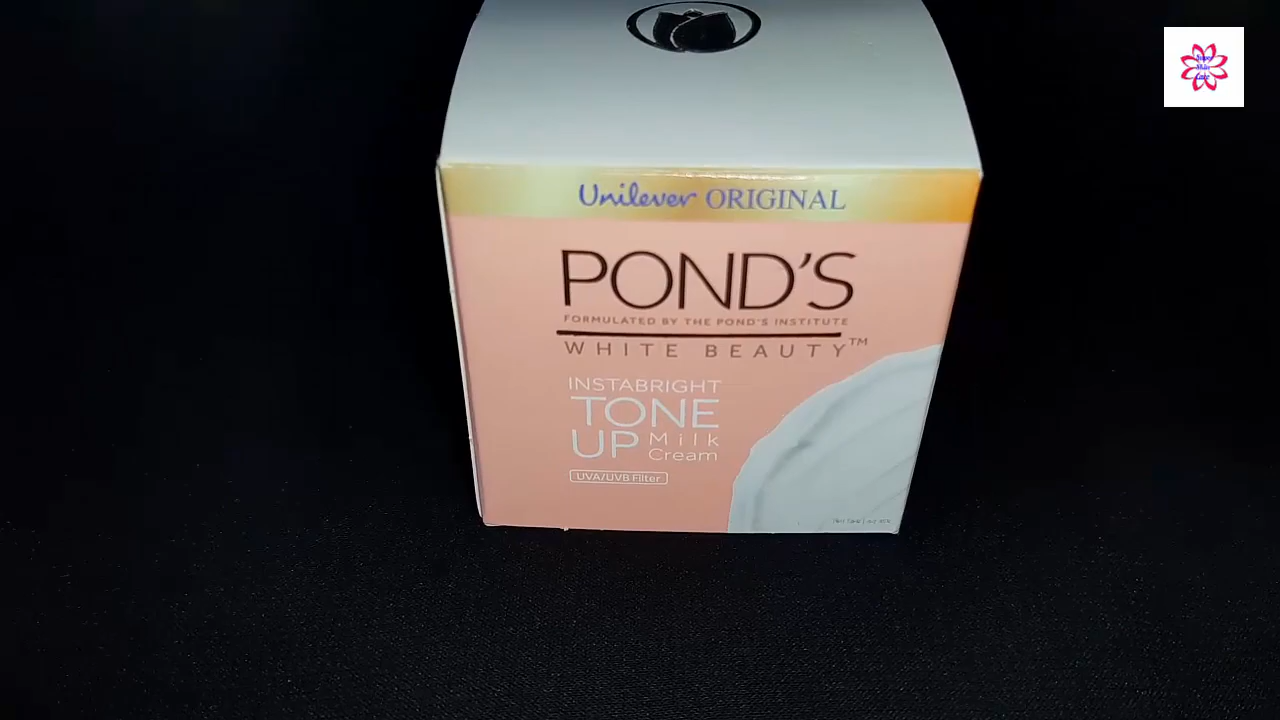 Unilever ORIGINAL
POND'S
FORMULATED BY THE POND'S INSTITUTE
WHITE BEAUTY™
INSTABRIGHT
TONE
UP Milk
Cream
UVA/UVB Filter